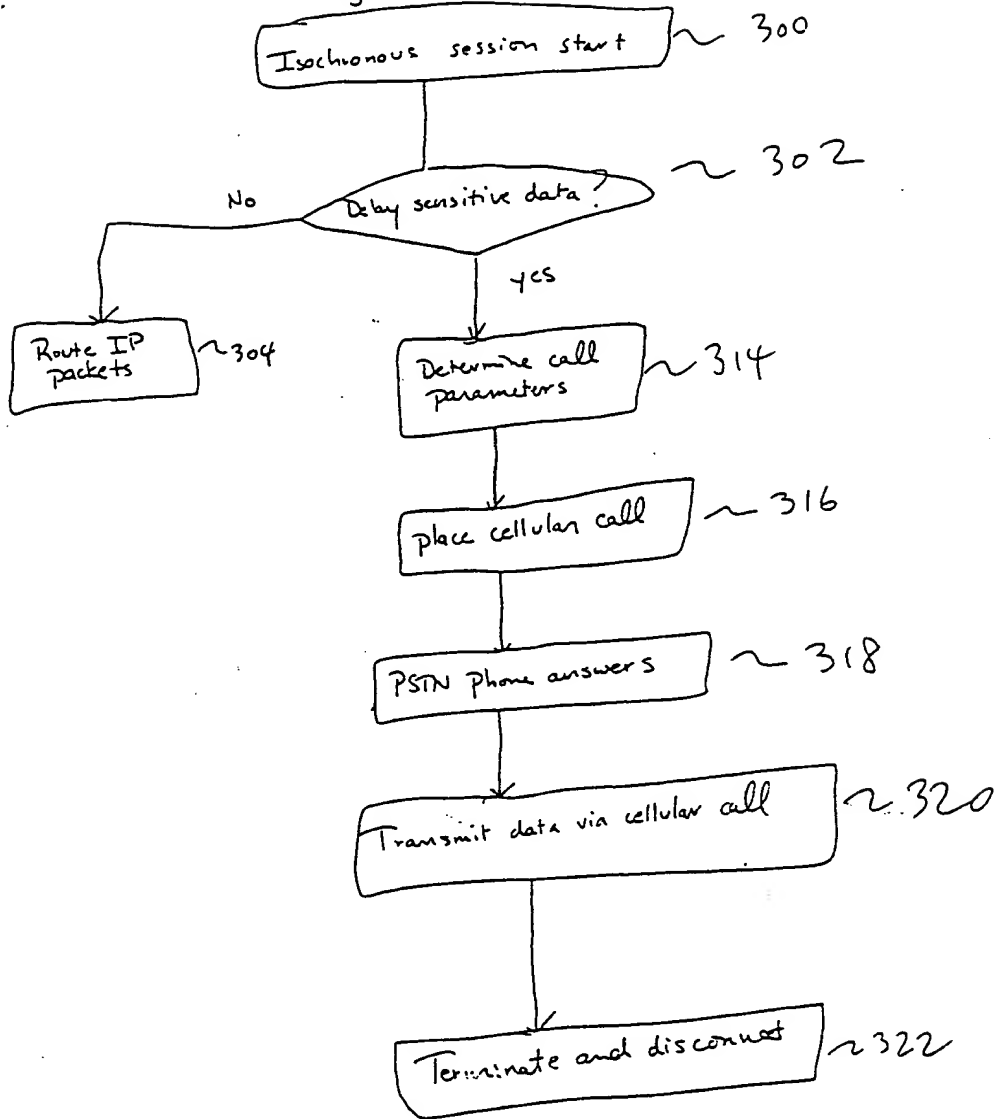 Isochronous session start ~ 300
Delay sensitive data? ~ 302
No
yes
Route IP
packets ~304
Determine call
parameters ~ 314
place cellular call ~ 316
PSTN Phone answers ~ 318
Transmit data via cellular call ~ 320
Terminate and disconnect ~322